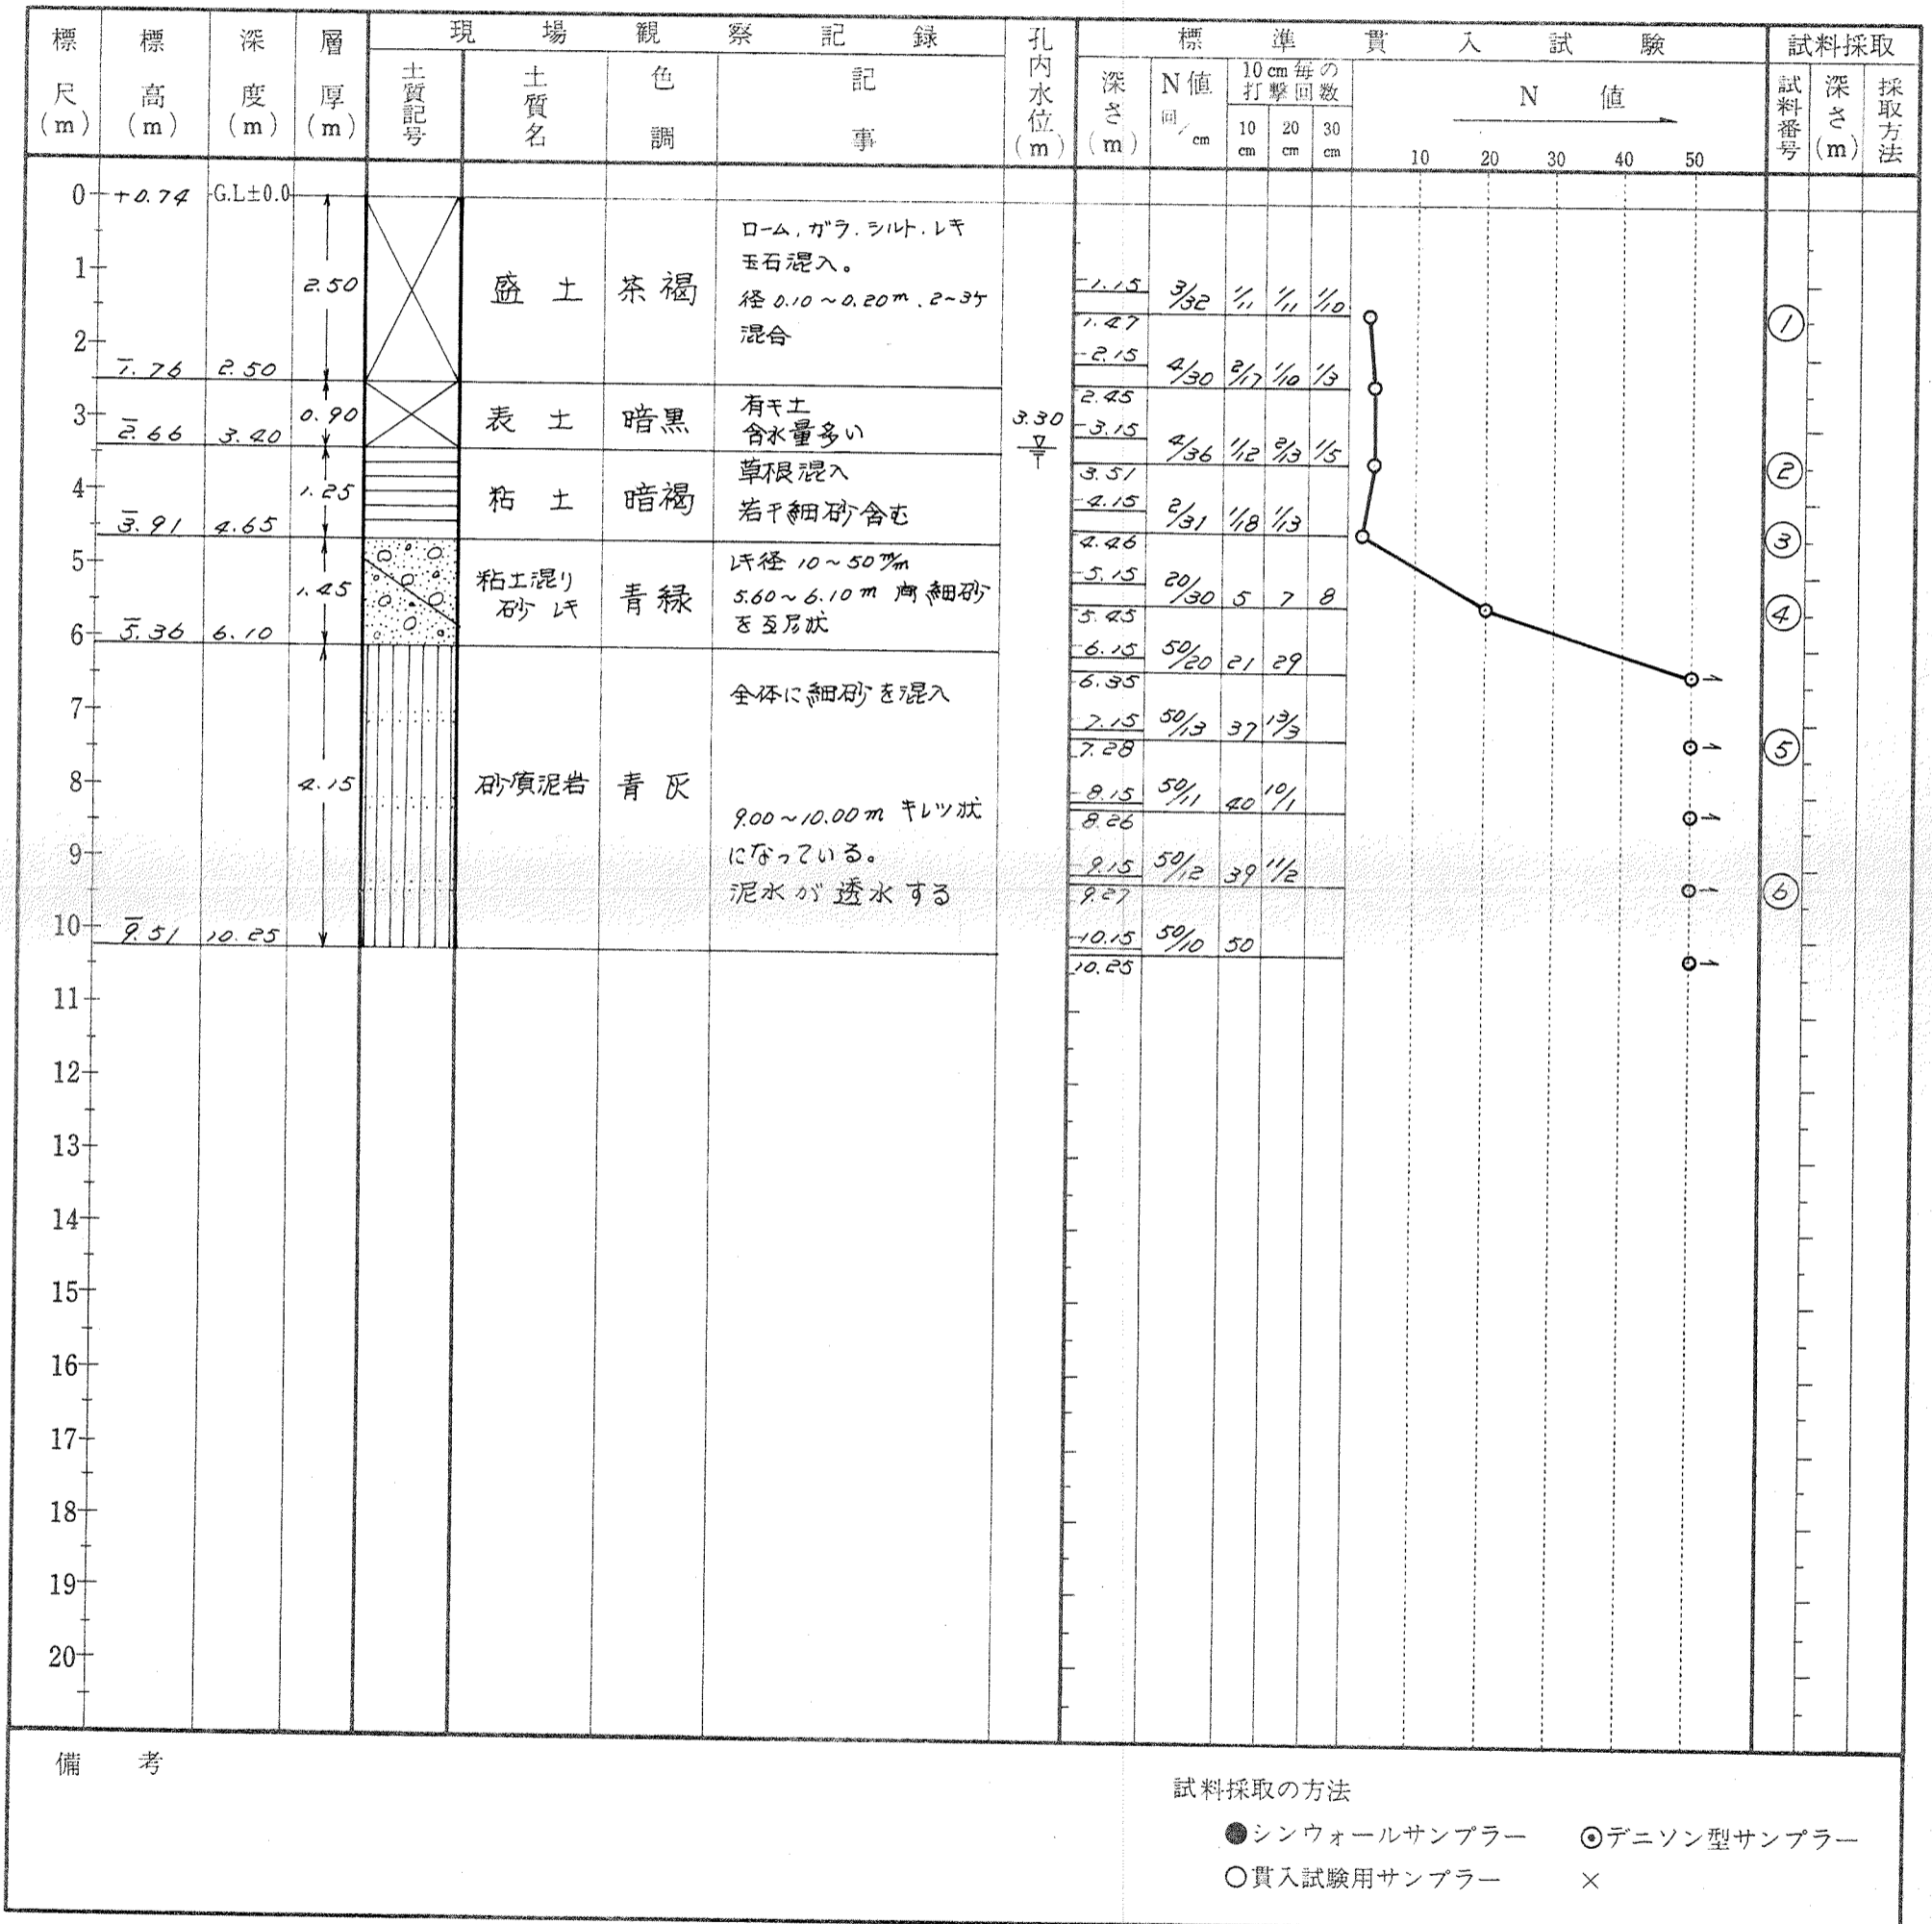 標尺(m) 標高(m) 深度(m) 層厚(m) 現場観察記録 孔内水位(m) 標準貫入試験 試料採取
土質記号 土質名 色調 記事 深さ(m) N値 回/cm 10cm毎の打撃回数 N 値 試料番号 深さ(m) 採取方法
10cm 20cm 30cm
10 20 30 40 50
0 +0.74 G.L±0.0
2.50 盛土 茶褐
ローム.ガラ.シルト.レキ
玉石混入。
径0.10~0.20m.2~3ケ
混合
1.76 2.50
0.90 表土 暗黒
有キ土
含水量多い
2.66 3.40
3.30
1.25 粘土 暗褐
草根混入
若干細砂含む
3.91 4.65
1.45 粘土混り砂レキ 青緑
レキ径 10~50m/m
5.60~6.10m 細砂
を互層状
5.36 6.10
4.15 砂質泥岩 青灰
全体に細砂を混入
9.00~10.00m キレツ状
になっている。
泥水が透水する
9.51 10.25
1.15 3/32 1/11 1/11 1/10
1.47
2.15 4/30 2/17 1/10 1/3
2.45
3.15 4/36 1/12 2/13 1/5
3.51
4.15 2/31 1/18 1/13
4.46
5.15 20/30 5 7 8
5.45
6.15 50/20 21 29
6.35
7.15 50/13 37 13/3
7.28
8.15 50/11 40 10/1
8.26
9.15 50/12 39 11/2
9.27
10.15 50/10 50
10.25
①
②
③
④
⑤
⑥
1
2
3
4
5
6
7
8
9
10
11
12
13
14
15
16
17
18
19
20
備考
試料採取の方法
●シンウォールサンプラー ⊙デニソン型サンプラー
○貫入試験用サンプラー ×